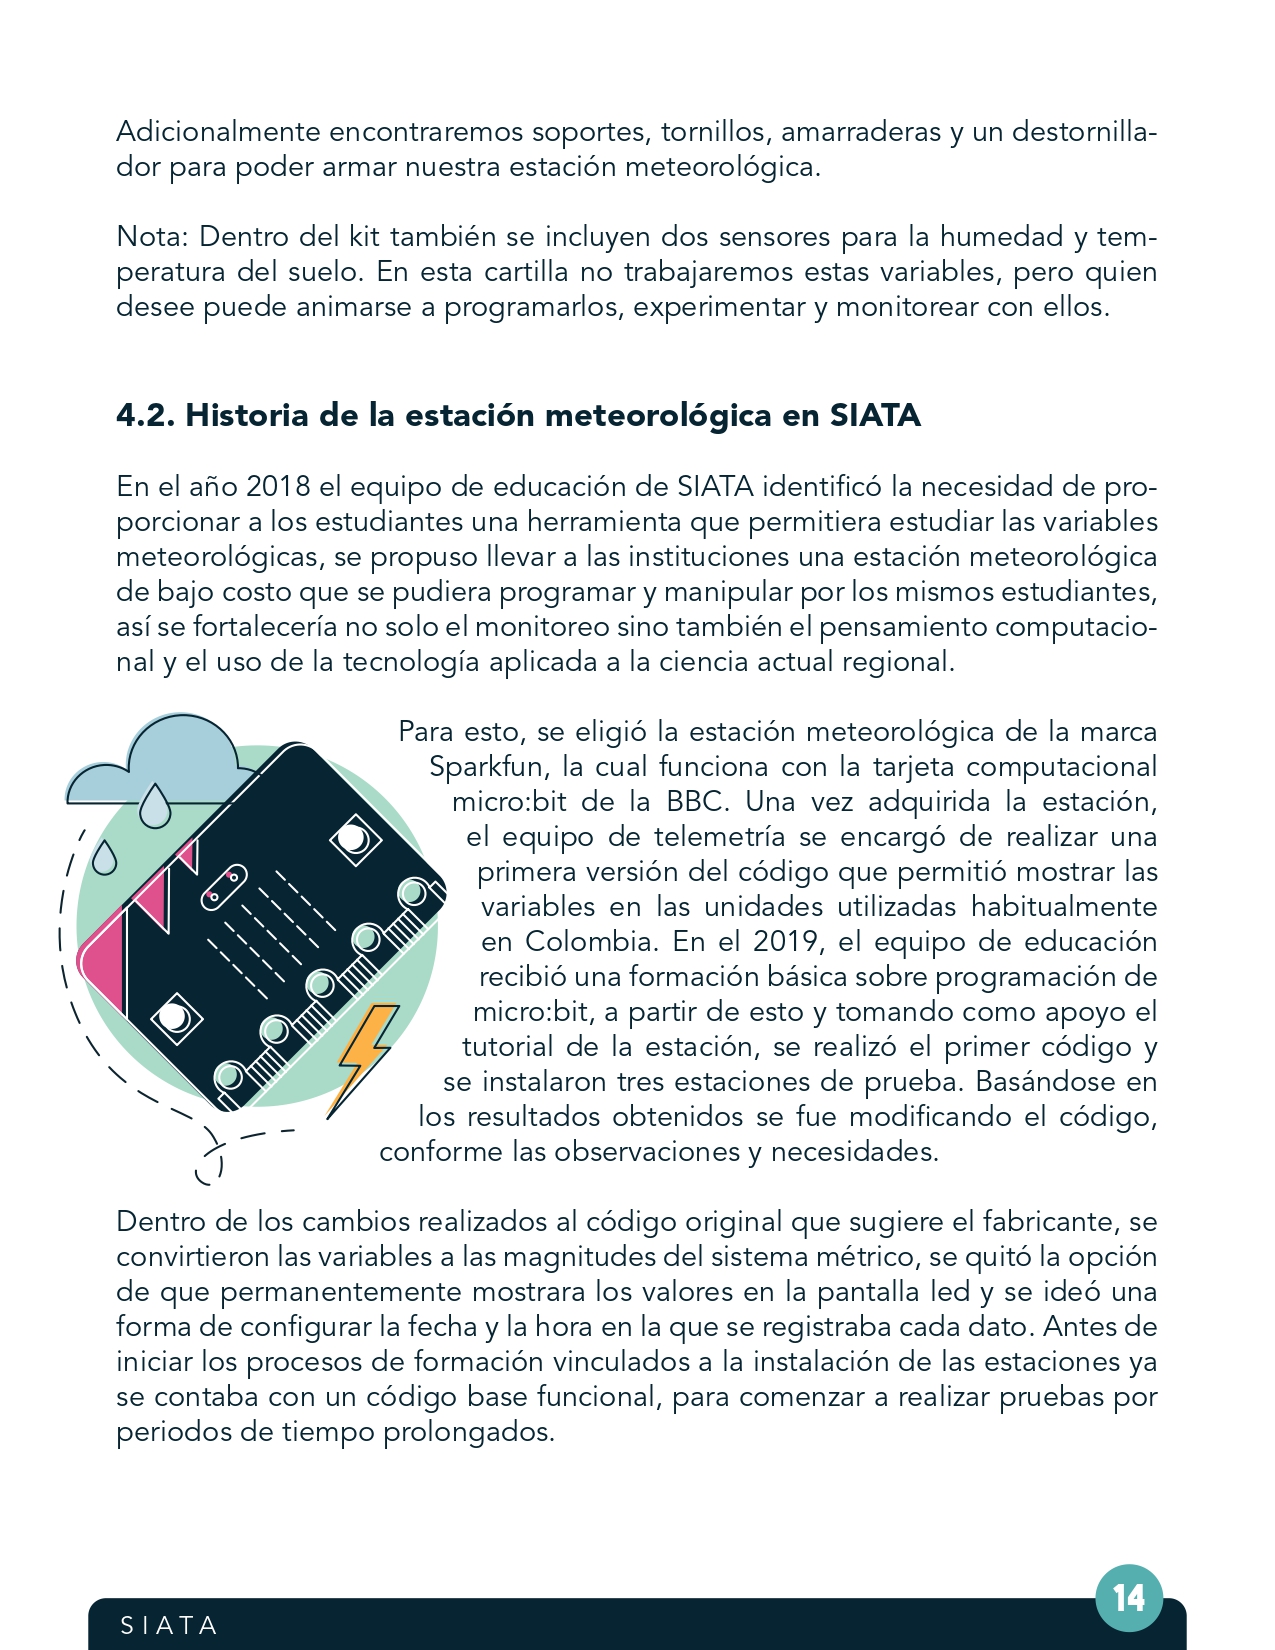 Adicionalmente encontraremos soportes, tornillos, amarraderas y un destornilla-
dor para poder armar nuestra estación meteorológica.
Nota: Dentro del kit también se incluyen dos sensores para la humedad y tem-
peratura del suelo. En esta cartilla no trabajaremos estas variables, pero quien
desee puede animarse a programarlos, experimentar y monitorear con ellos.
4.2. Historia de la estación meteorológica en SIATA
En el año 2018 el equipo de educación de SIATA identificó la necesidad de pro-
porcionar a los estudiantes una herramienta que permitiera estudiar las variables
meteorológicas, se propuso llevar a las instituciones una estación meteorológica
de bajo costo que se pudiera programar y manipular por los mismos estudiantes,
así se fortalecería no solo el monitoreo sino también el pensamiento computacio-
nal y el uso de la tecnología aplicada a la ciencia actual regional.
Para esto, se eligió la estación meteorológica de la marca
Sparkfun, la cual funciona con la tarjeta computacional
micro:bit de la BBC. Una vez adquirida la estación,
el equipo de telemetría se encargó de realizar una
primera versión del código que permitió mostrar las
variables en las unidades utilizadas habitualmente
en Colombia. En el 2019, el equipo de educación
recibió una formación básica sobre programación de
micro:bit, a partir de esto y tomando como apoyo el
tutorial de la estación, se realizó el primer código y
se instalaron tres estaciones de prueba. Basándose en
los resultados obtenidos se fue modificando el código,
conforme las observaciones y necesidades.
Dentro de los cambios realizados al código original que sugiere el fabricante, se
convirtieron las variables a las magnitudes del sistema métrico, se quitó la opción
de que permanentemente mostrara los valores en la pantalla led y se ideó una
forma de configurar la fecha y la hora en la que se registraba cada dato. Antes de
iniciar los procesos de formación vinculados a la instalación de las estaciones ya
se contaba con un código base funcional, para comenzar a realizar pruebas por
periodos de tiempo prolongados.
14
SIATA